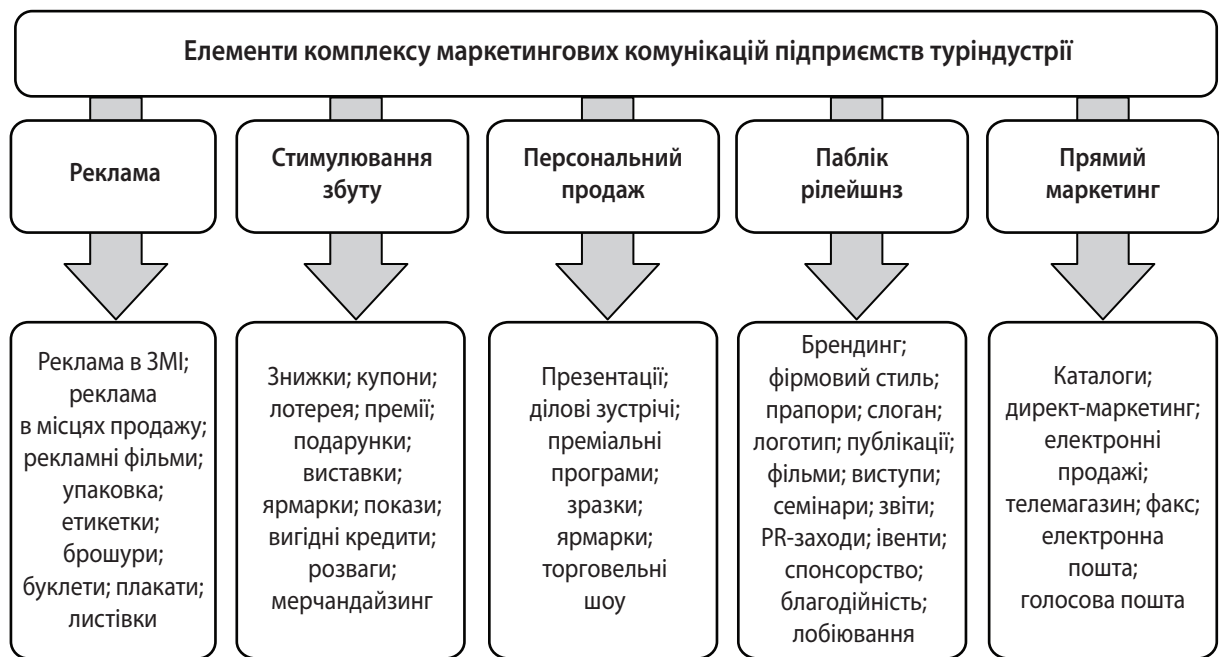 Елементи комплексу маркетингових комунікацій підприємств туріндустрії
Реклама
Стимулювання
збуту
Персональний
продаж
Паблік
рілейшнз
Прямий
маркетинг
Реклама в ЗМІ;
реклама
в місцях продажу;
рекламні фільми;
упаковка;
етикетки;
брошури;
буклети; плакати;
листівки
Знижки; купони;
лотерея; премії;
подарунки;
виставки;
ярмарки; покази;
вигідні кредити;
розваги;
мерчандайзинг
Презентації;
ділові зустрічі;
преміальні
програми;
зразки;
ярмарки;
торговельні
шоу
Брендинг;
фірмовий стиль;
прапори; слоган;
логотип; публікації;
фільми; виступи;
семінари; звіти;
PR-заходи; івенти;
спонсорство;
благодійність;
лобіювання
Каталоги;
директ-маркетинг;
електронні
продажі;
телемагазин; факс;
електронна
пошта;
голосова пошта